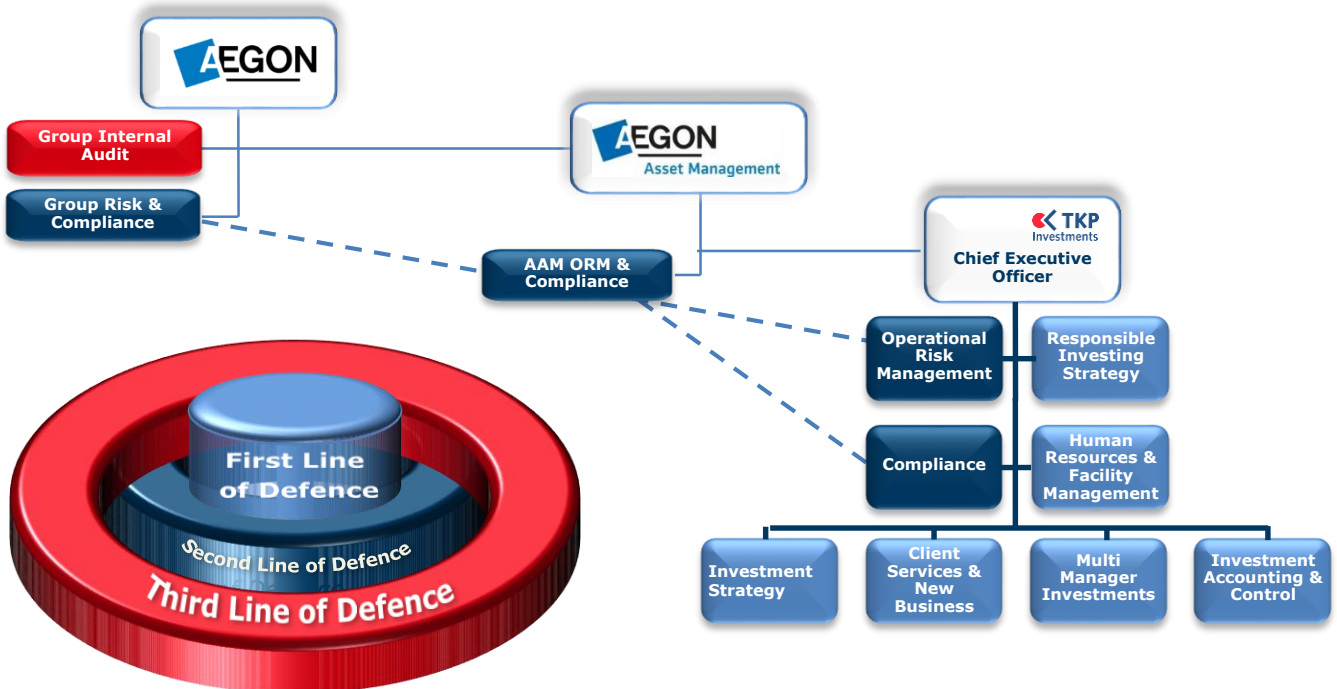 AEGON
Group Internal
Audit
Group Risk &
Compliance
AEGON
Asset Management
AAM ORM &
Compliance
TKP
Investments
Chief Executive
Officer
Operational
Risk
Management
Responsible
Investing
Strategy
Compliance
Human
Resources &
Facility
Management
Investment
Strategy
Client
Services &
New
Business
Multi
Manager
Investments
Investment
Accounting &
Control
First Line
of Defence
Second Line of Defence
Third Line of Defence